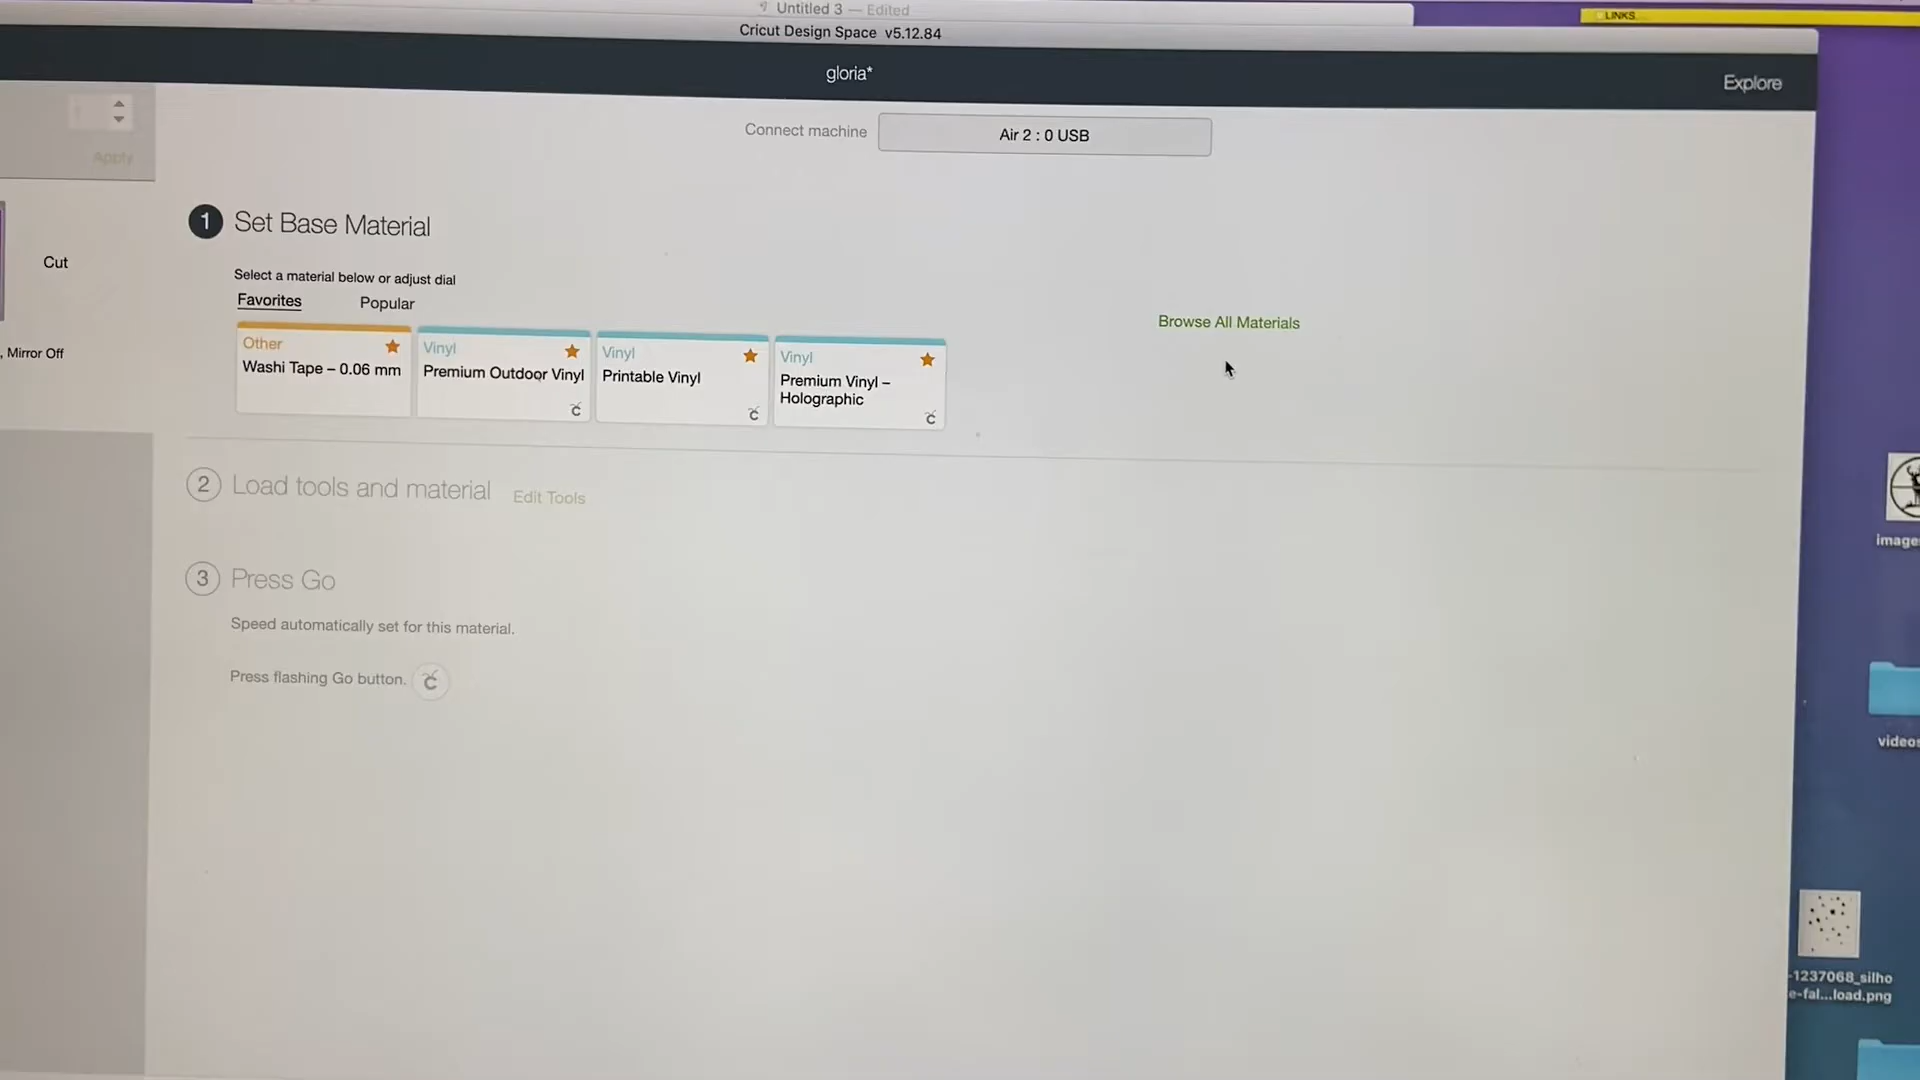 Untitled 3 — Edited
LINKS
Cricut Design Space v5.12.84
gloria*
Explore
Connect machine
Air 2 : 0 USB
Apply
1 Set Base Material
Cut
Select a material below or adjust dial
Favorites
Popular
Browse All Materials
Other
Washi Tape – 0.06 mm
Vinyl
Premium Outdoor Vinyl
Vinyl
Printable Vinyl
Vinyl
Premium Vinyl –
Holographic
, Mirror Off
2 Load tools and material
Edit Tools
image
3 Press Go
Speed automatically set for this material.
Press flashing Go button.
videos
-1237068_silho
e-fal...load.png